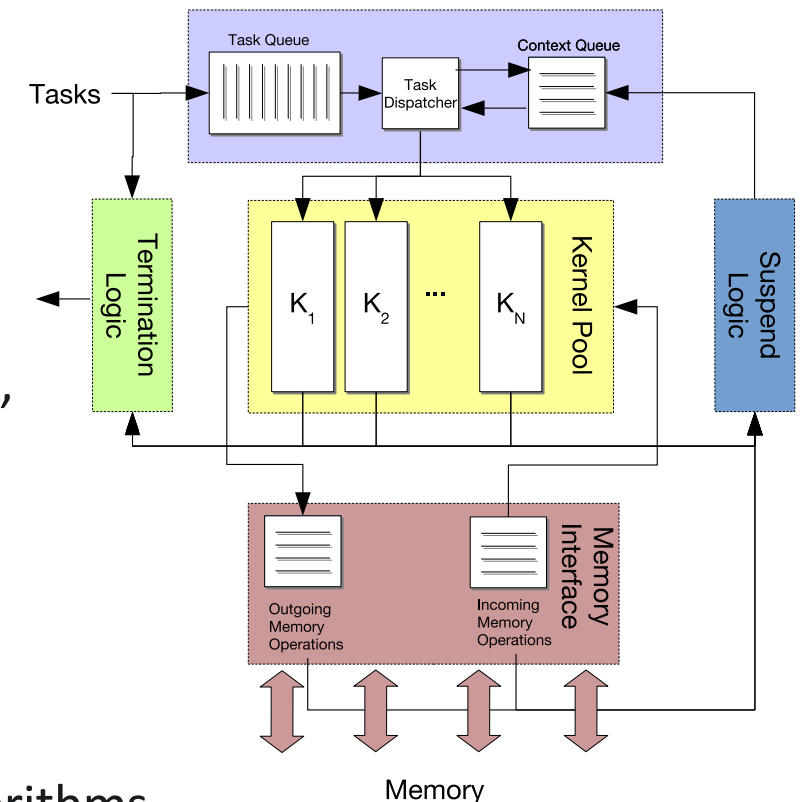 Task Queue
Context Queue
Tasks
Task
Dispatcher
Termination
Logic
K1
K2
...
KN
Kernel Pool
Suspend
Logic
,
Memory
Interface
Outgoing
Memory
Operations
Incoming
Memory
Operations
Memory